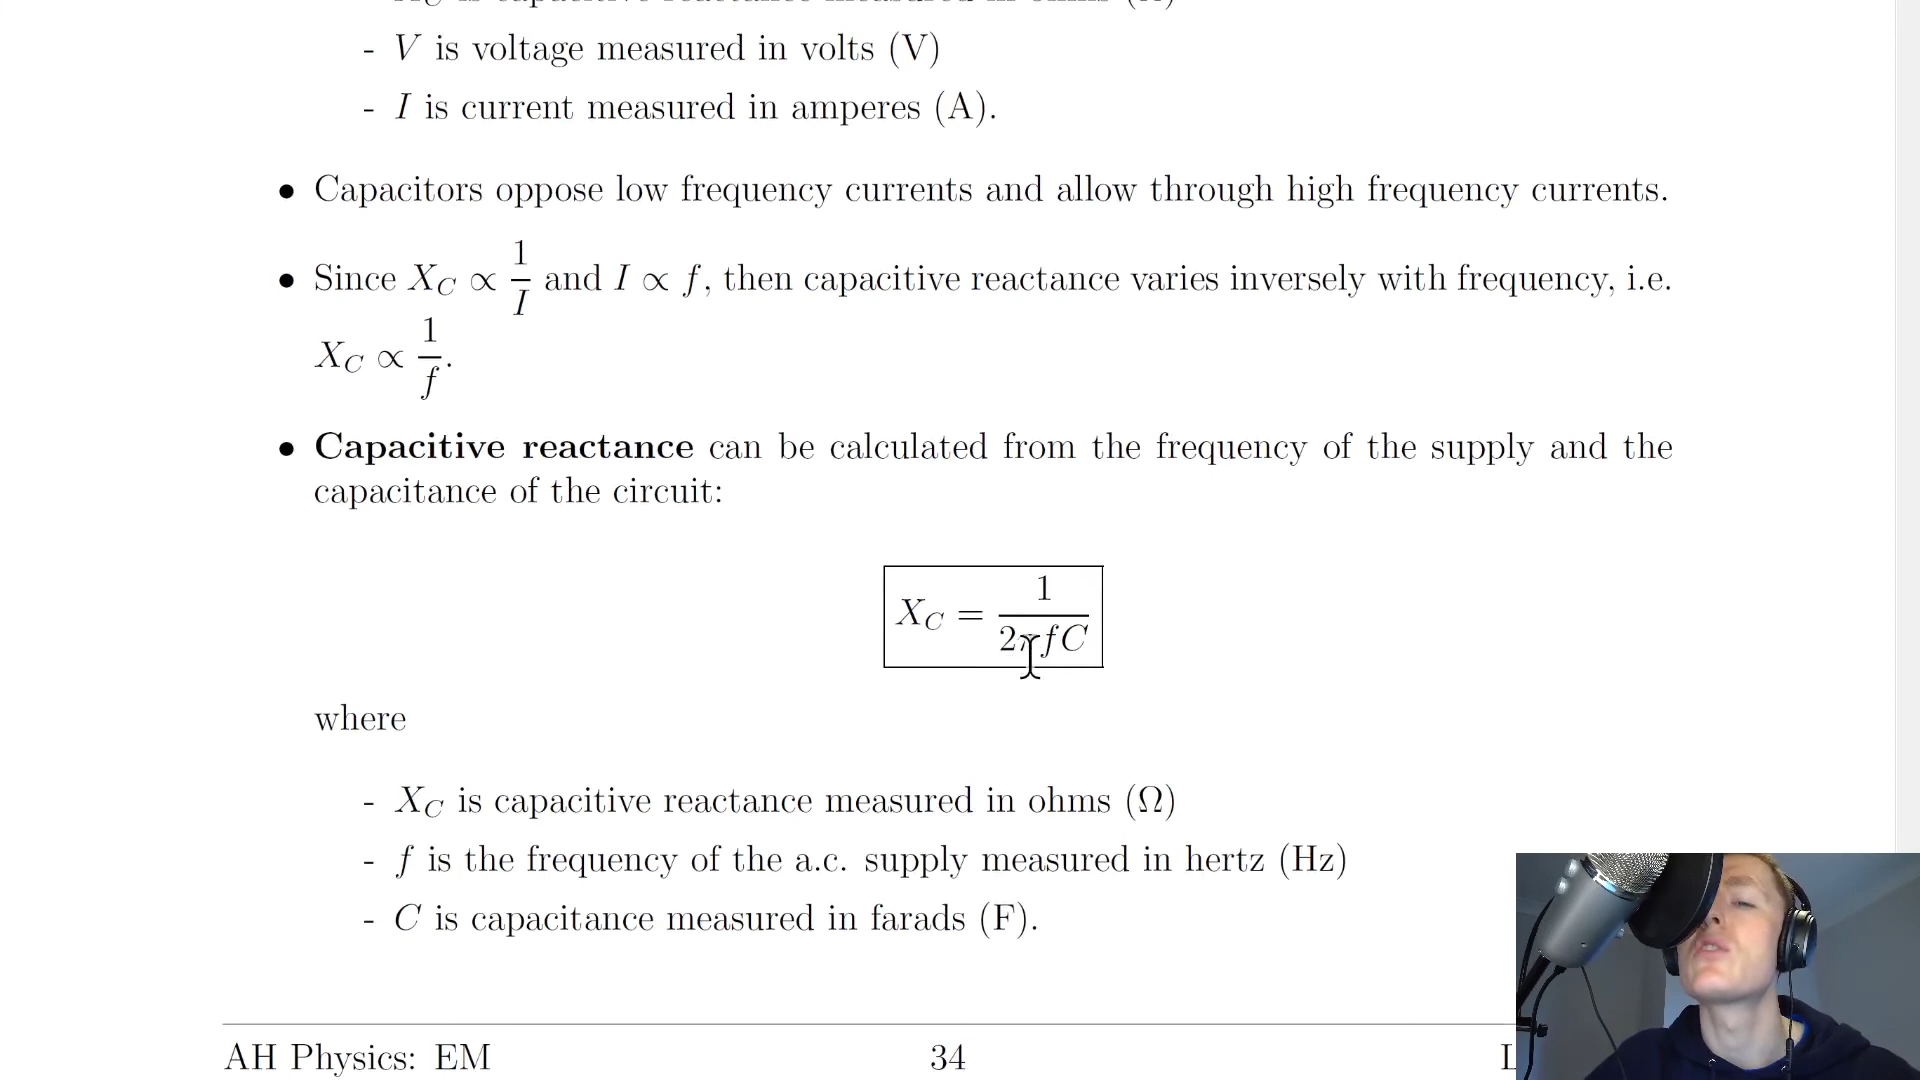 - V is voltage measured in volts (V)
- I is current measured in amperes (A).
• Capacitors oppose low frequency currents and allow through high frequency currents.
• Since X_C ∝ 1/I and I ∝ f, then capacitive reactance varies inversely with frequency, i.e.
X_C ∝ 1/f.
• Capacitive reactance can be calculated from the frequency of the supply and the
capacitance of the circuit:
X_C = 1/2πfC
where
- X_C is capacitive reactance measured in ohms (Ω)
- f is the frequency of the a.c. supply measured in hertz (Hz)
- C is capacitance measured in farads (F).
AH Physics: EM 34